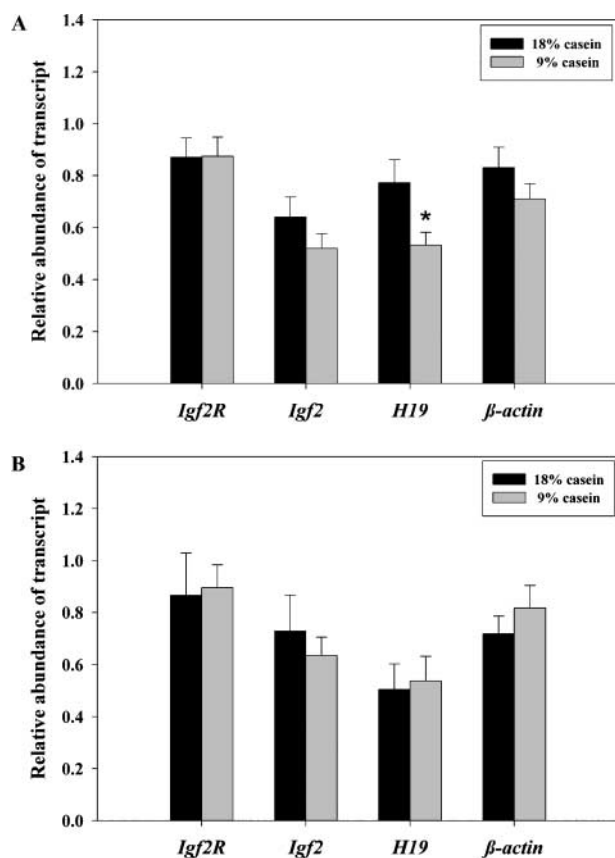 A
1.4
1.2
1.0
0.8
0.6
0.4
0.2
0.0
Relative abundance of transcript
18% casein
9% casein
*
Igf2R Igf2 H19 β-actin
B
1.4
1.2
1.0
0.8
0.6
0.4
0.2
0.0
Relative abundance of transcript
18% casein
9% casein
Igf2R Igf2 H19 β-actin